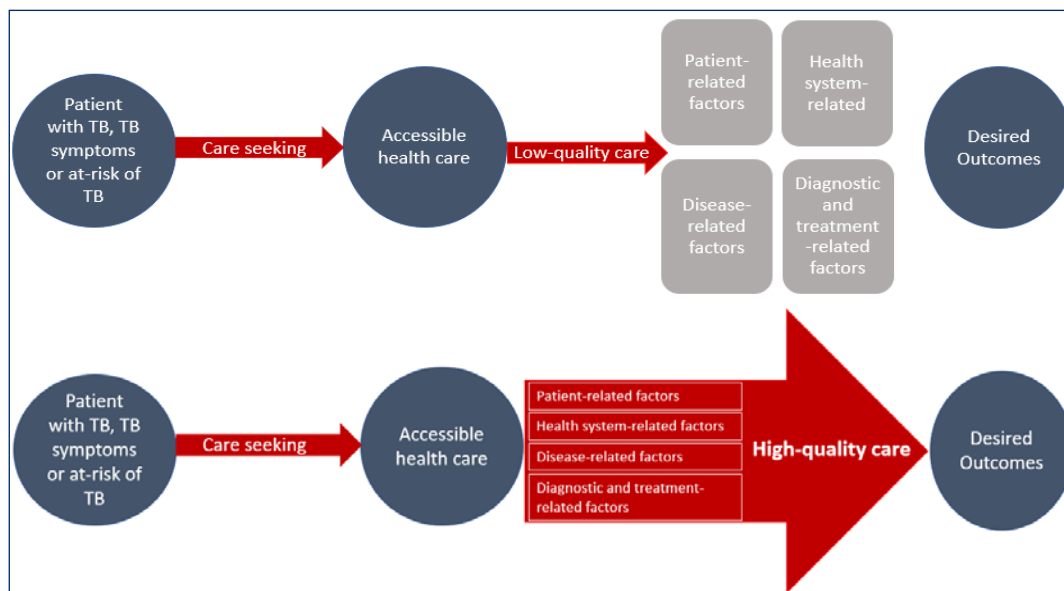 Patient
with TB, TB
symptoms
or at-risk of
TB
Care seeking
Accessible
health care
Low-quality care
Patient-
related
factors
Health
system-
related
Disease-
related
factors
Diagnostic
and
treatment
-related
factors
Desired
Outcomes
Patient
with TB, TB
symptoms
or at-risk of
TB
Care seeking
Accessible
health care
Patient-related factors
Health system-related factors
Disease-related factors
Diagnostic and treatment-
related factors
High-quality care
Desired
Outcomes